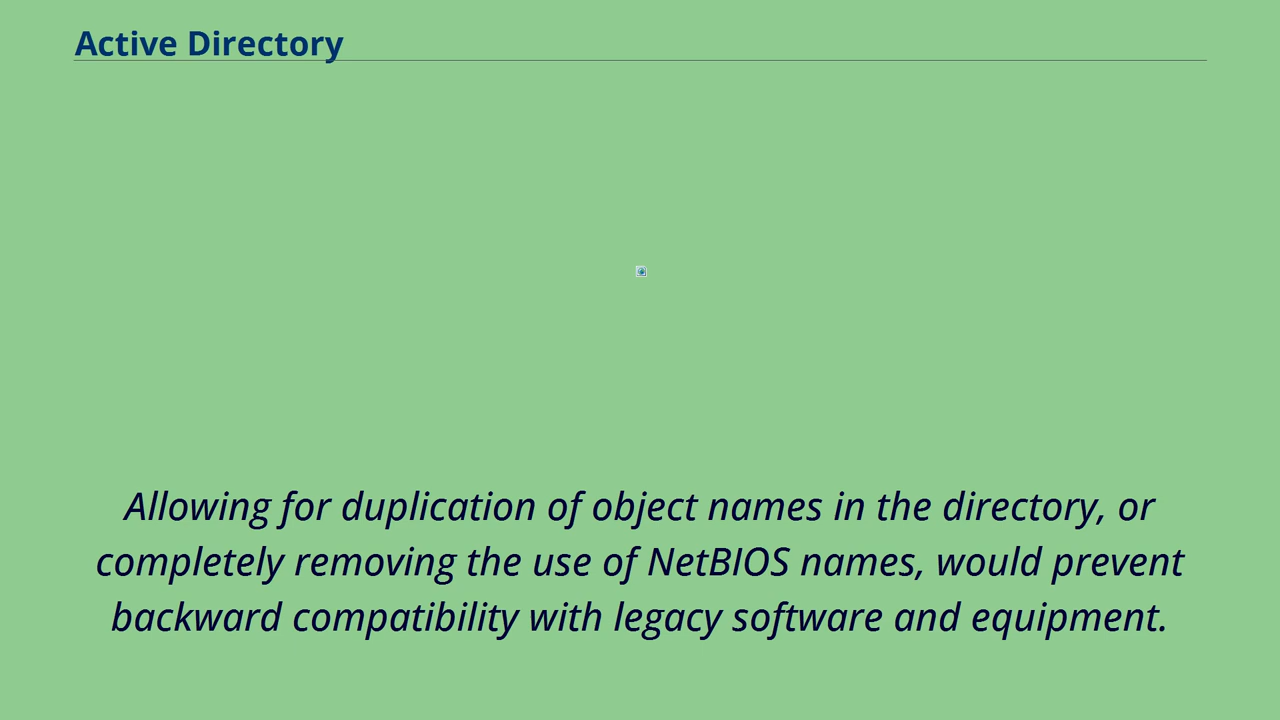 Active Directory
Allowing for duplication of object names in the directory, or
completely removing the use of NetBIOS names, would prevent
backward compatibility with legacy software and equipment.